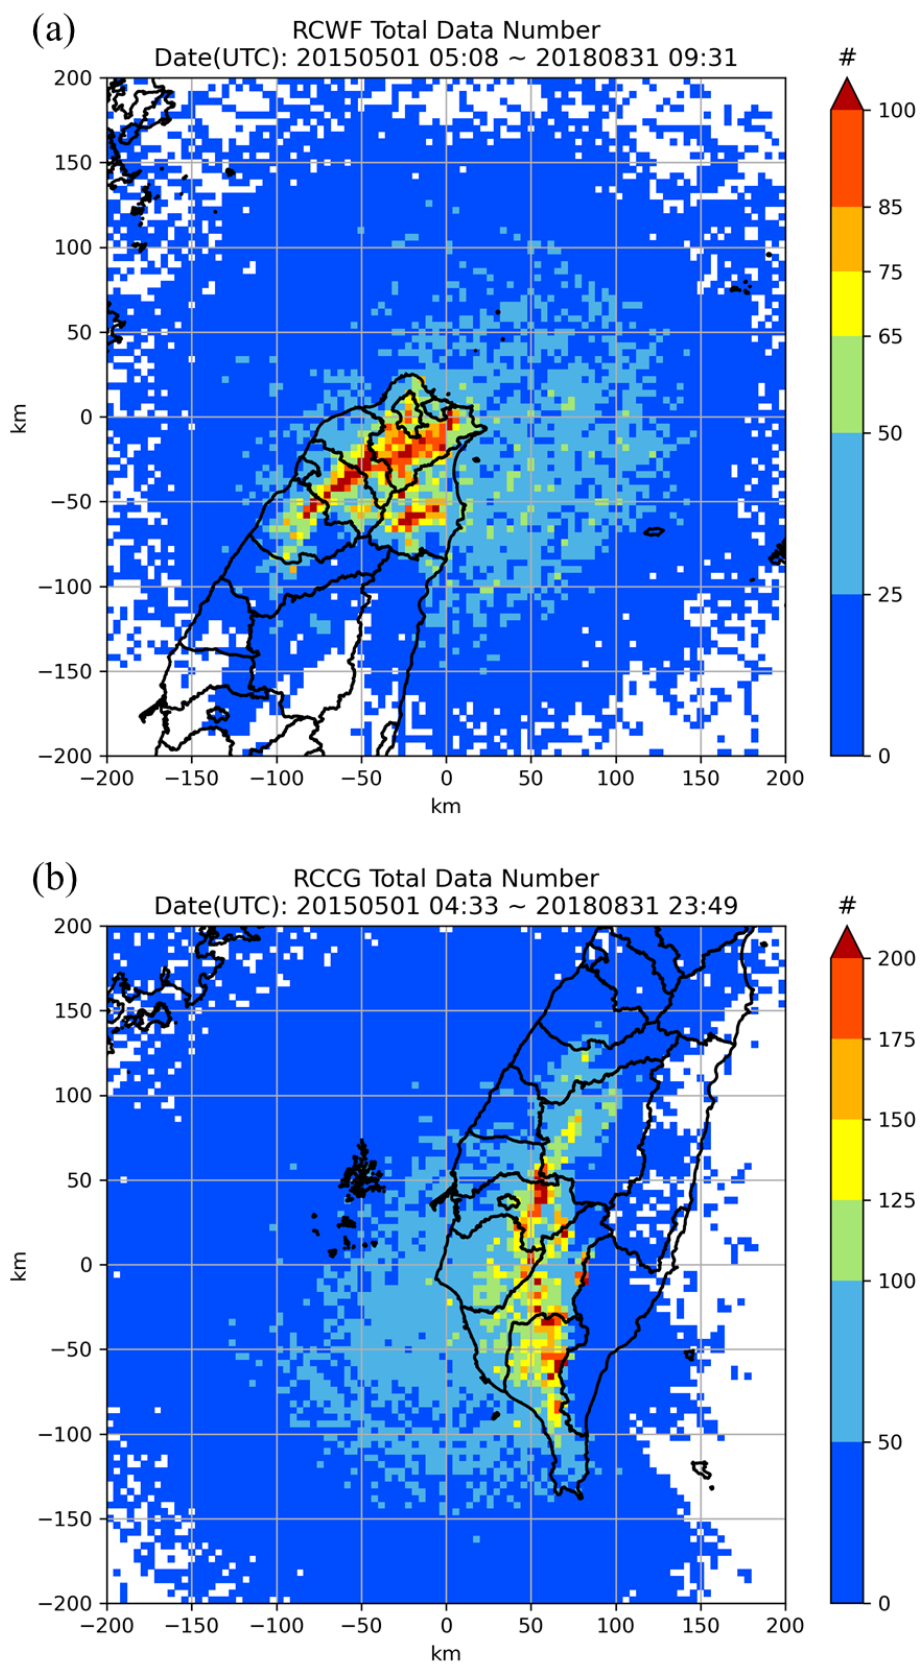 (a)
RCWF Total Data Number
Date(UTC): 20150501 05:08 ~ 20180831 09:31
#
100
85
75
65
50
25
0
200
150
100
50
0
−50
−100
−150
−200
km
−200 −150 −100 −50 0 50 100 150 200
km
(b)
RCCG Total Data Number
Date(UTC): 20150501 04:33 ~ 20180831 23:49
#
200
175
150
125
100
50
0
200
150
100
50
0
−50
−100
−150
−200
km
−200 −150 −100 −50 0 50 100 150 200
km